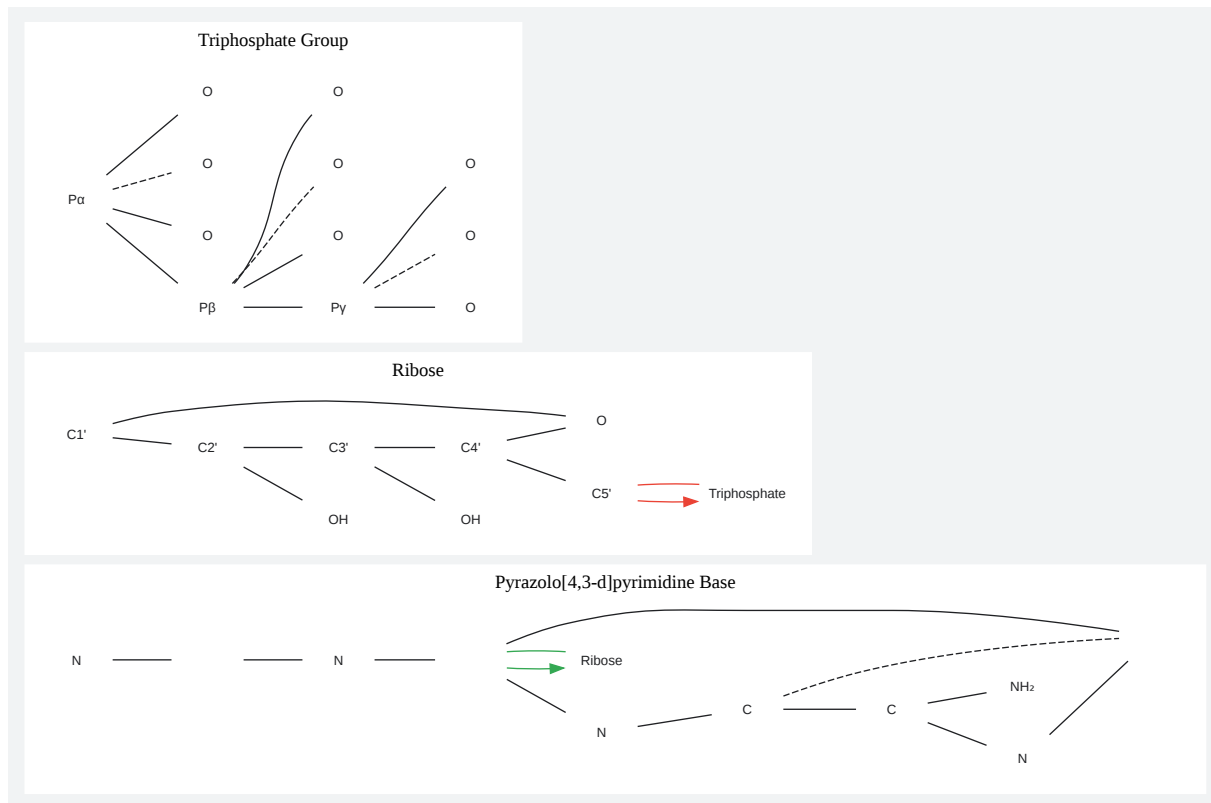 Triphosphate Group
O O
O O O
Pα
O O O
Pβ Pγ O
Ribose
O
C1'
C2' C3' C4'
C5' Triphosphate
OH OH
Pyrazolo[4,3-d]pyrimidine Base
N N Ribose
NH₂
C C
N
N